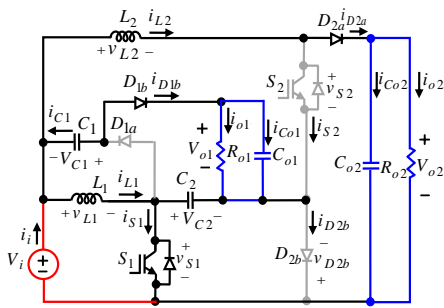 L2 iL2 D2a iD2a
+ vL2 −
D1b iD1b S2 + vS2 −
iC1 C1 D1a io1 iCo1 iS2 iCo2 io2
− VC1 + + Vo1 − Ro1 Co1 Co2 Ro2 + Vo2 −
L1 iL1 C2
+ vL1 − iS1 + VC2 − iD2b
ii Vi + − S1 + vS1 − D2b − vD2b +